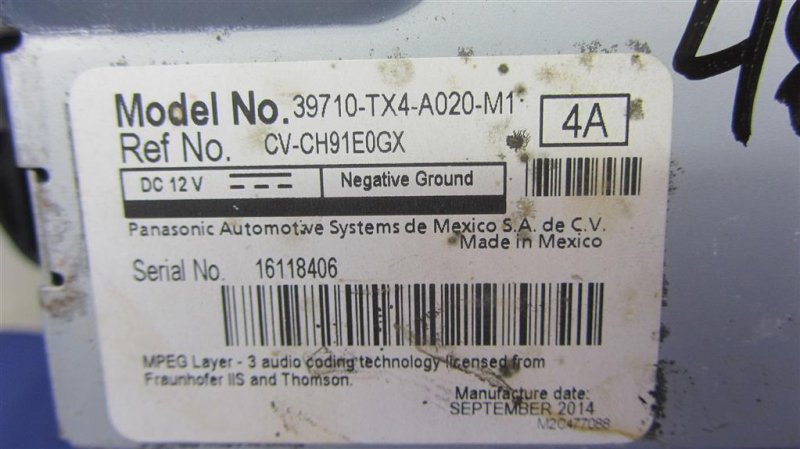 Model No. 39710-TX4-A020-M1
4A
Ref No. CV-CH91E0GX
DC 12 V
Negative Ground
Panasonic Automotive Systems de Mexico S.A. de C.V.
Made in Mexico
Serial No. 16118406
MPEG Layer - 3 audio coding technology licensed from
Fraunhofer IIS and Thomson.
Manufacture date:
SEPTEMBER 2014
M2C477088